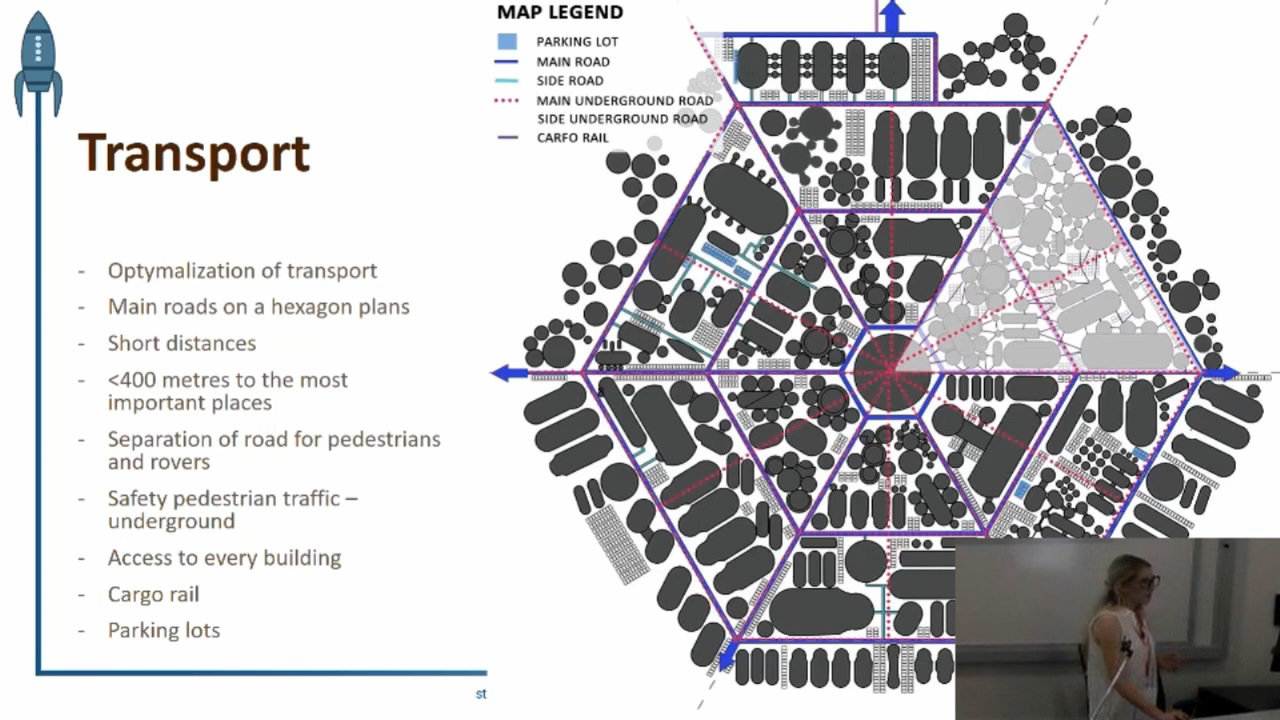 Transport
- Optymalization of transport
- Main roads on a hexagon plans
- Short distances
- <400 metres to the most
important places
- Separation of road for pedestrians
and rovers
- Safety pedestrian traffic –
underground
- Access to every building
- Cargo rail
- Parking lots
st
MAP LEGEND
PARKING LOT
MAIN ROAD
SIDE ROAD
MAIN UNDERGROUND ROAD
SIDE UNDERGROUND ROAD
CARFO RAIL